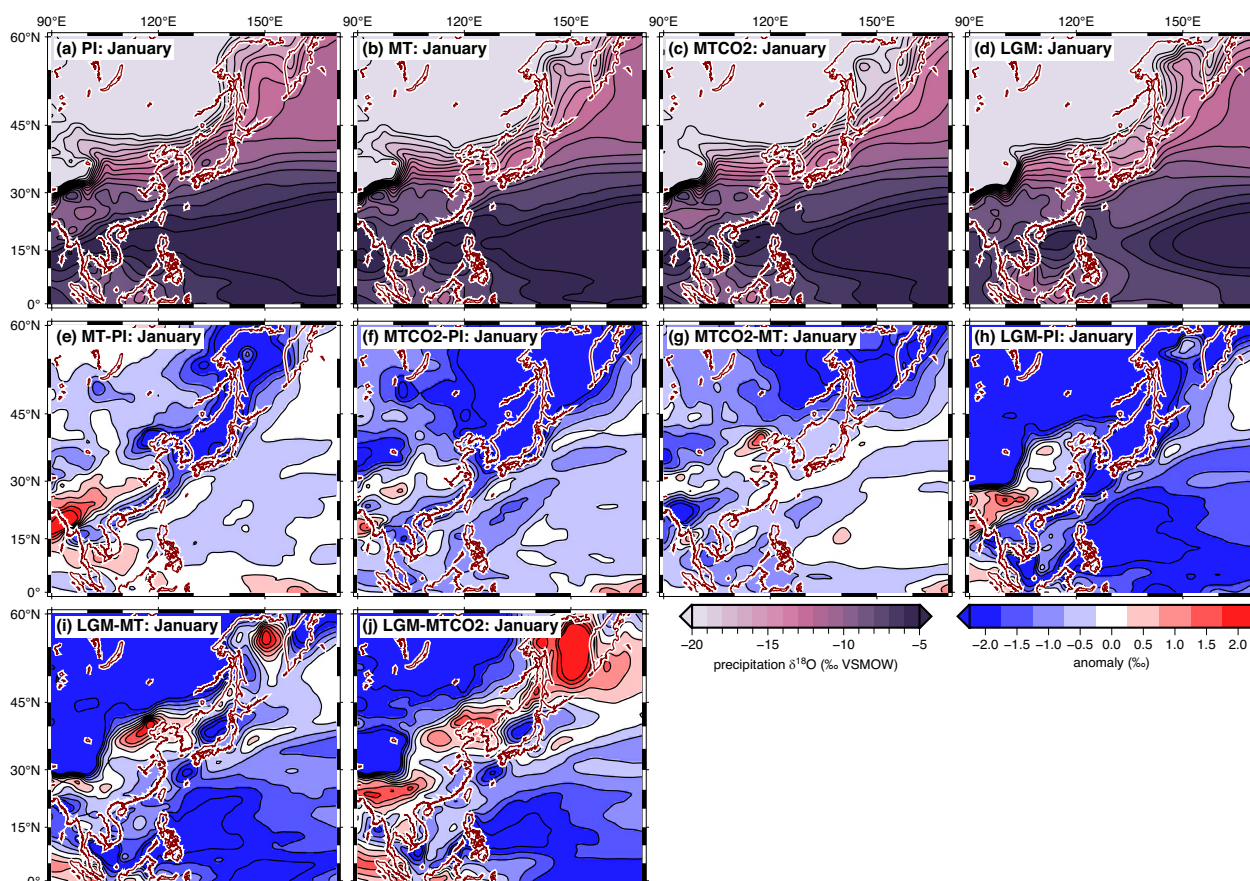 90°E 120°E 150°E 90°E 120°E 150°E 90°E 120°E 150°E 90°E 120°E 150°E
60°N (a) PI: January (b) MT: January (c) MTCO2: January (d) LGM: January
45°N
30°N
15°N
0°
60°N (e) MT-PI: January (f) MTCO2-PI: January (g) MTCO2-MT: January (h) LGM-PI: January
45°N
30°N
15°N
0°
60°N (i) LGM-MT: January (j) LGM-MTCO2: January
45°N
30°N
15°N
0°
−20 −15 −10 −5
precipitation δ¹⁸O (‰ VSMOW)
−2.0 −1.5 −1.0 −0.5 0.0 0.5 1.0 1.5 2.0
anomaly (‰)